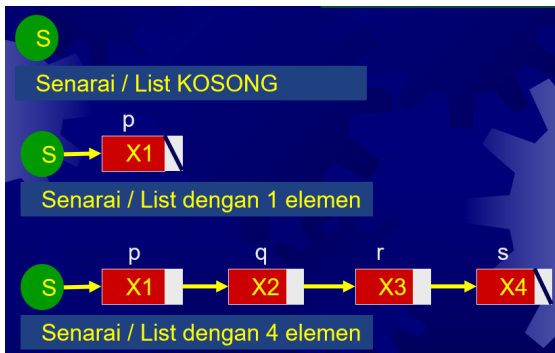 S
Senarai / List KOSONG
p
S X1
Senarai / List dengan 1 elemen
p q r s
S X1 X2 X3 X4
Senarai / List dengan 4 elemen